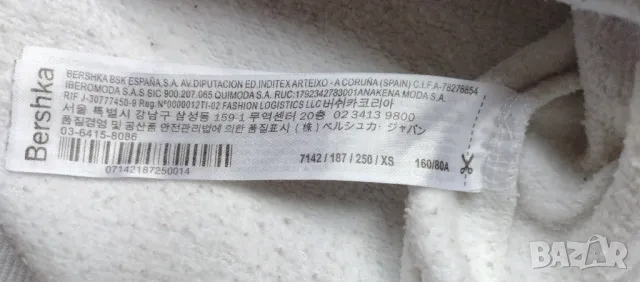 Bershka
BERSHKA BSK ESPAÑA,S.A. AV.DIPUTACION ED.INDITEX ARTEIXO - A CORUÑA (SPAIN) C.I.F.A-78276854
IBEROMODA S.A.S SIC 900.207.065 QUIMODA S.A. RUC:1792342783001ANAKENA MODA S.A.
RIF J-30777450-9 Reg.Nº0000012TI-02 FASHION LOGISTICS LLC 버쉬카코리아
서울 특별시 강남구 삼성동 159-1 무역센터 20층 02 3413 9800
품질경영 및 공산품 안전관리법에 의한 품질표시 (株) ベルシュカ・ジャパン
03-6415-8086
7142 / 187 / 250 / XS 160/80A
07142187250014
BAZAR